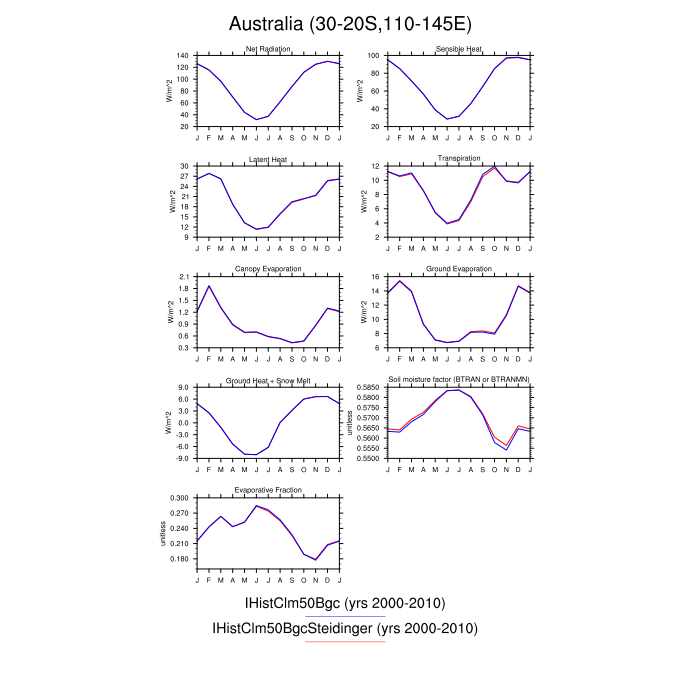 Australia (30-20S,110-145E)
Net Radiation
W/m^2
140
120
100
80
60
40
20
J F M A M J J A S O N D J
Sensible Heat
W/m^2
100
80
60
40
20
J F M A M J J A S O N D J
Latent Heat
W/m^2
30
27
24
21
18
15
12
9
J F M A M J J A S O N D J
Transpiration
W/m^2
12
10
8
6
4
2
J F M A M J J A S O N D J
Canopy Evaporation
W/m^2
2.1
1.8
1.5
1.2
0.9
0.6
0.3
J F M A M J J A S O N D J
Ground Evaporation
W/m^2
16
14
12
10
8
6
J F M A M J J A S O N D J
Ground Heat + Snow Melt
W/m^2
9.0
6.0
3.0
0.0
-3.0
-6.0
-9.0
J F M A M J J A S O N D J
Soil moisture factor (BTRAN or BTRANMN)
unitless
0.5850
0.5800
0.5750
0.5700
0.5650
0.5600
0.5550
0.5500
J F M A M J J A S O N D J
Evaporative Fraction
unitless
0.300
0.270
0.240
0.210
0.180
J F M A M J J A S O N D J
IHistClm50Bgc (yrs 2000-2010)
IHistClm50BgcSteidinger (yrs 2000-2010)